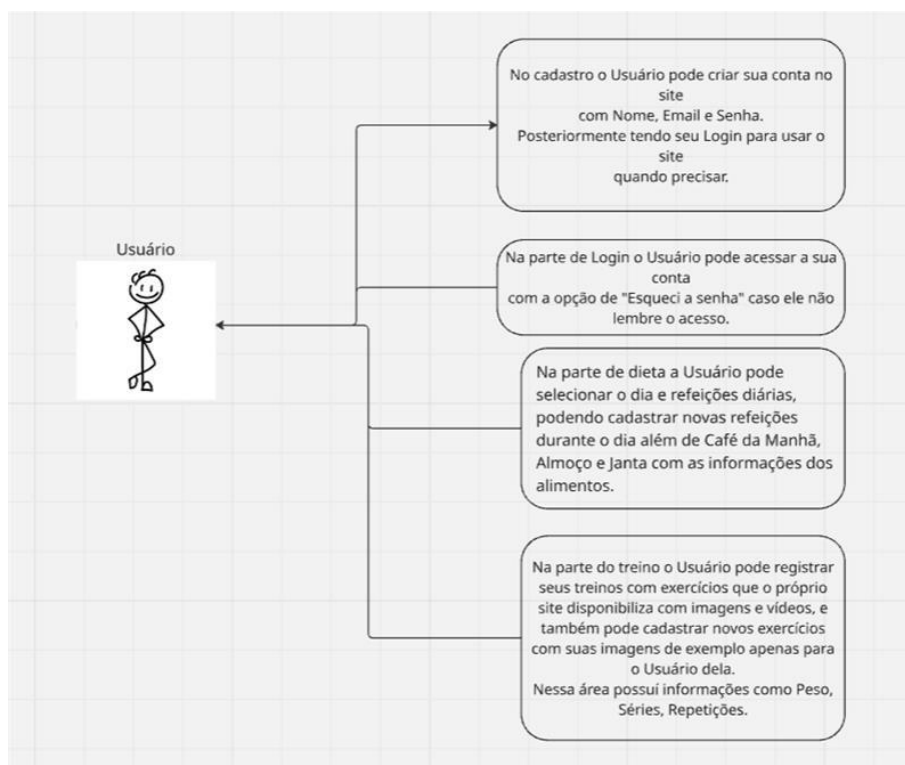 No cadastro o Usuário pode criar sua conta no
site
com Nome, Email e Senha.
Posteriormente tendo seu Login para usar o
site
quando precisar.
Usuário
Na parte de Login o Usuário pode acessar a sua
conta
com a opção de "Esqueci a senha" caso ele não
lembre o acesso.
Na parte de dieta a Usuário pode
selecionar o dia e refeições diárias,
podendo cadastrar novas refeições
durante o dia além de Café da Manhã,
Almoço e Janta com as informações dos
alimentos.
Na parte do treino o Usuário pode registrar
seus treinos com exercícios que o próprio
site disponibiliza com imagens e vídeos, e
também pode cadastrar novos exercícios
com suas imagens de exemplo apenas para
o Usuário dela.
Nessa área possuí informações como Peso,
Séries, Repetições.